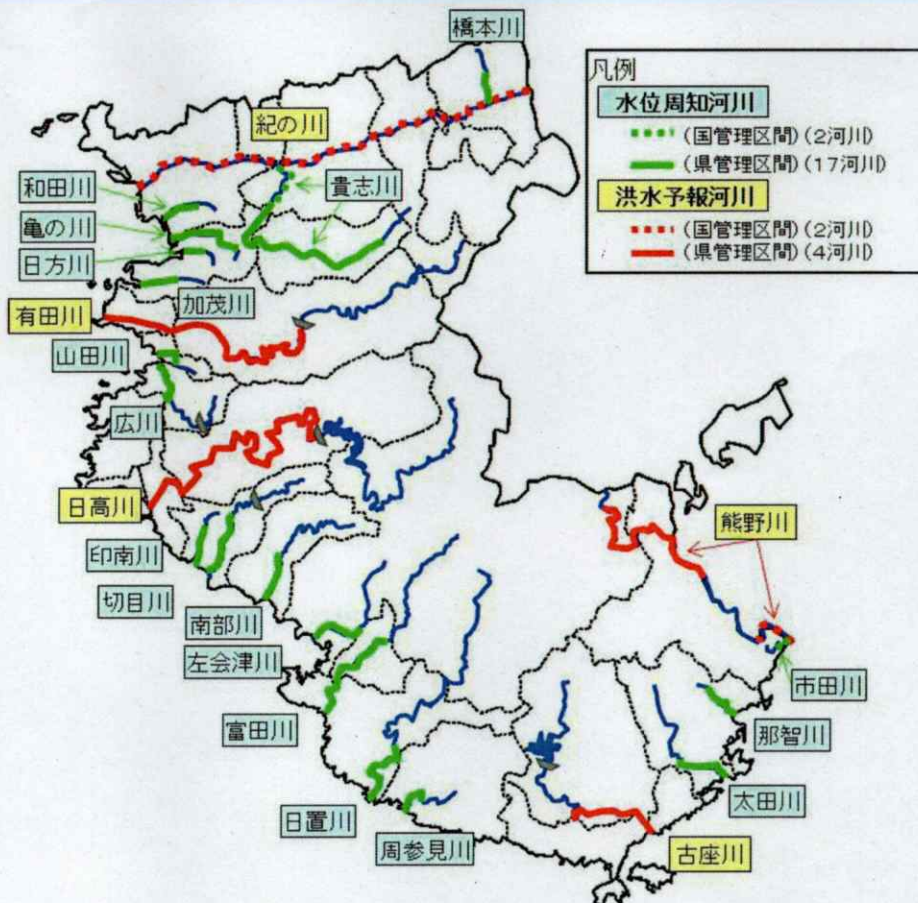 橋本川
凡例
水位周知河川
(国管理区間)(2河川)
(県管理区間)(17河川)
洪水予報河川
(国管理区間)(2河川)
(県管理区間)(4河川)
紀の川
貴志川
和田川
亀の川
日方川
加茂川
有田川
山田川
広川
日高川
熊野川
印南川
切目川
南部川
左会津川
市田川
富田川
那智川
太田川
日置川
周参見川
古座川